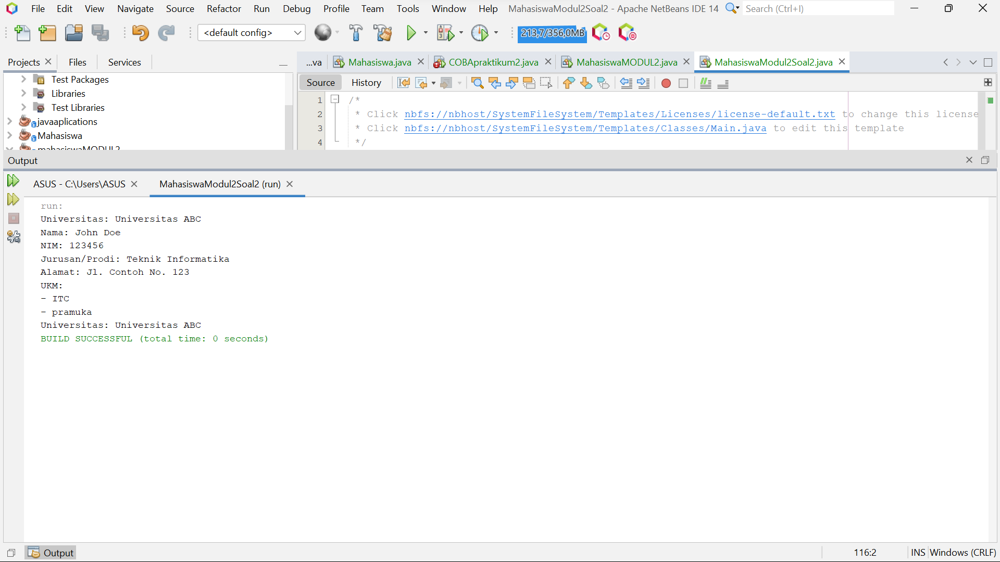 File Edit View Navigate Source Refactor Run Debug Profile Team Tools Window Help MahasiswaModul2Soal2 - Apache NetBeans IDE 14 Search (Ctrl+I)
<default config> 213,7/356,0MB
Projects Files Services
...va Mahasiswa.java COBApraktikum2.java MahasiswaMODUL2.java MahasiswaModul2Soal2.java
Source History
Test Packages
Libraries
Test Libraries
javaaplications
Mahasiswa
mahasiswaMODUL2
1 /*
2 * Click nbfs://nbhost/SystemFileSystem/Templates/Licenses/license-default.txt to change this license
3 * Click nbfs://nbhost/SystemFileSystem/Templates/Classes/Main.java to edit this template
4 */
Output
ASUS - C:\Users\ASUS MahasiswaModul2Soal2 (run)
run:
Universitas: Universitas ABC
Nama: John Doe
NIM: 123456
Jurusan/Prodi: Teknik Informatika
Alamat: Jl. Contoh No. 123
UKM:
- ITC
- pramuka
Universitas: Universitas ABC
BUILD SUCCESSFUL (total time: 0 seconds)
Output 116:2 INS Windows (CRLF)